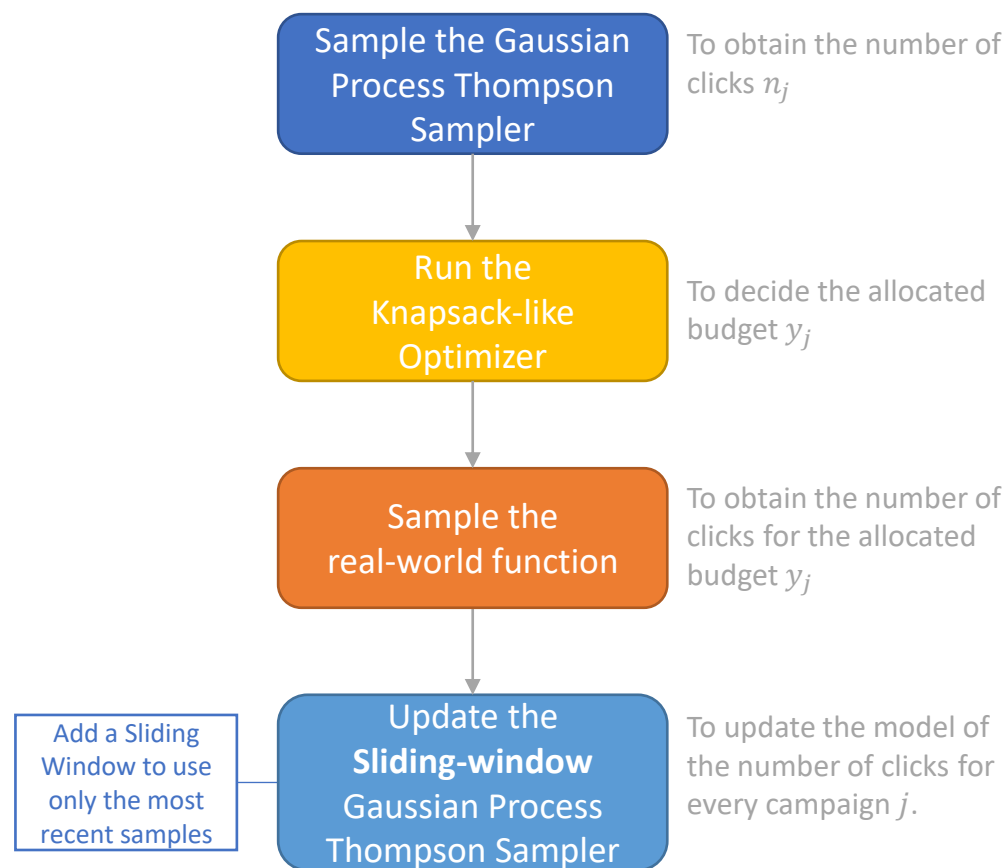 Sample the Gaussian
Process Thompson
Sampler
To obtain the number of
clicks n_j
Run the
Knapsack-like
Optimizer
To decide the allocated
budget y_j
Sample the
real-world function
To obtain the number of
clicks for the allocated
budget y_j
Add a Sliding
Window to use
only the most
recent samples
Update the
Sliding-window
Gaussian Process
Thompson Sampler
To update the model of
the number of clicks for
every campaign j.